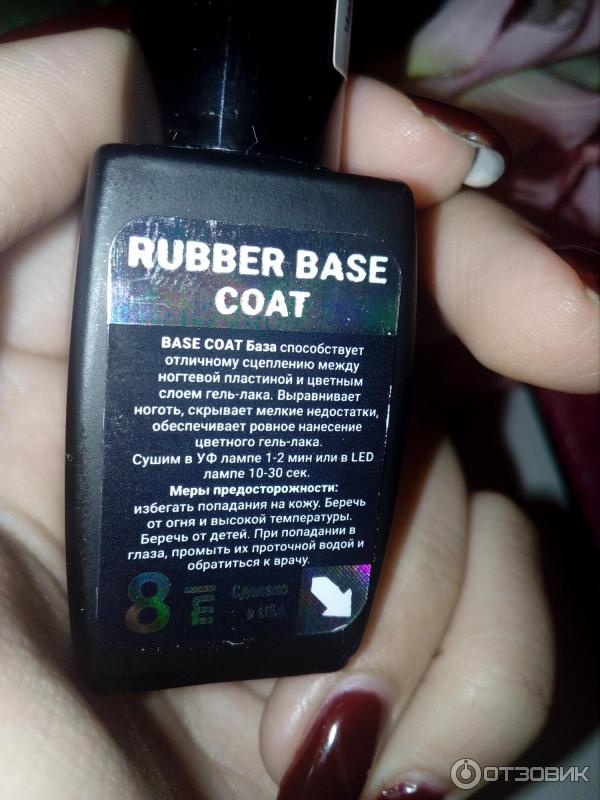 RUBBER BASE
COAT
BASE COAT База способствует
отличному сцеплению между
ногтевой пластиной и цветным
слоем гель-лака. Выравнивает
ноготь, скрывает мелкие недостатки,
обеспечивает ровное нанесение
цветного гель-лака.
Сушим в УФ лампе 1-2 мин или в LED
лампе 10-30 сек.
Меры предосторожности:
избегать попадания на кожу. Беречь
от огня и высокой температуры.
Беречь от детей. При попадании в
глаза, промыть их проточной водой и
обратиться к врачу.
8 Ē Сделано
в USA
ОТЗОВИК